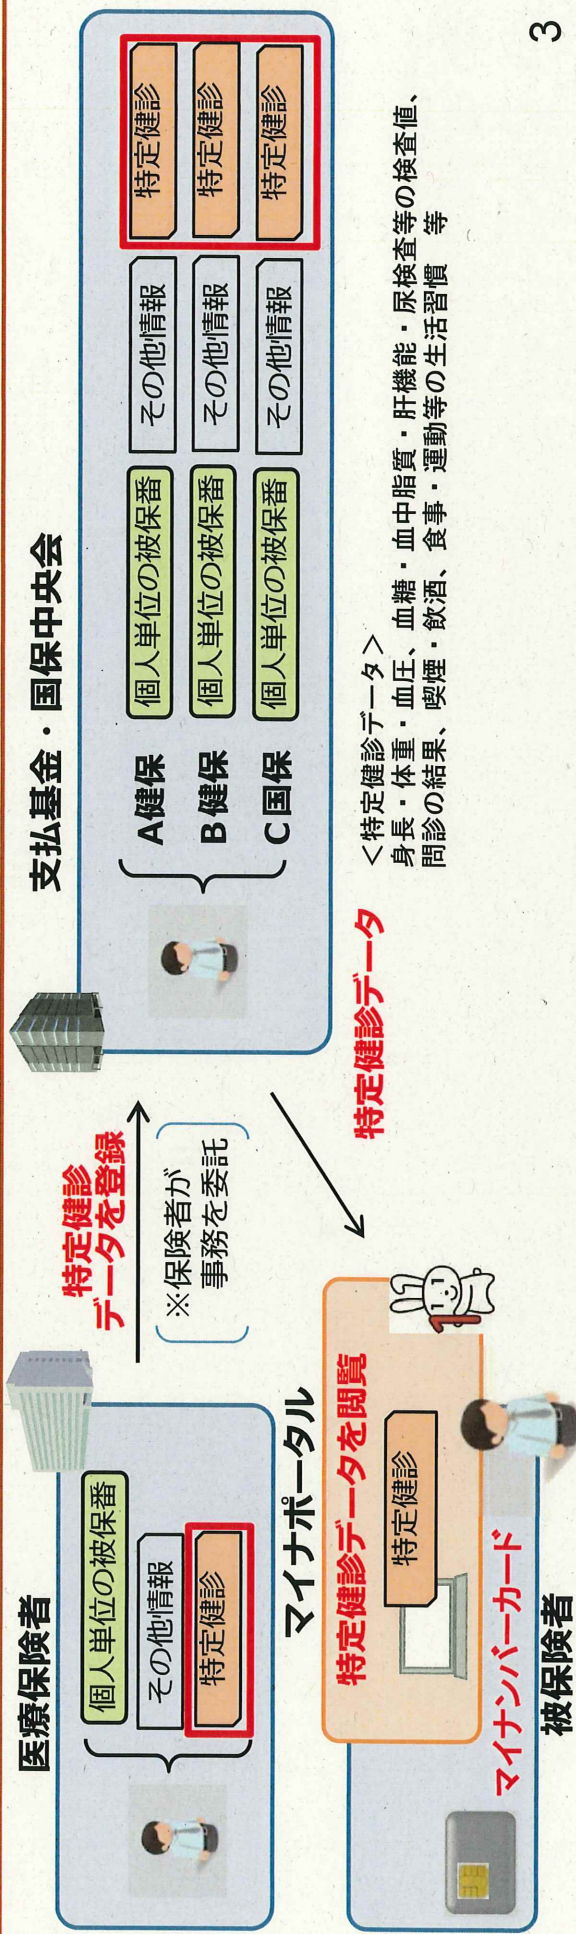 医療保険者
個人単位の被保番
その他情報
特定健診
特定健診
データを登録
※保険者が
事務を委託
支払基金・国保中央会
A健保
個人単位の被保番
その他情報
特定健診
B健保
個人単位の被保番
その他情報
特定健診
C国保
個人単位の被保番
その他情報
特定健診
マイナポータル
特定健診データを閲覧
特定健診
マイナンバーカード
被保険者
特定健診データ
＜特定健診データ＞
身長・体重・血圧、血糖・血中脂質・肝機能・尿検査等の検査値、
問診の結果、喫煙・飲酒、食事・運動等の生活習慣　等
3